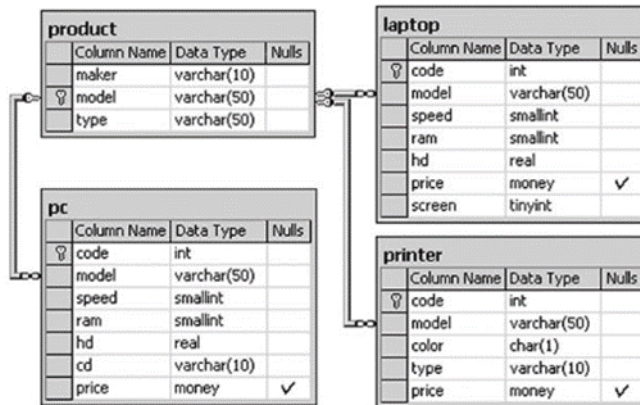 product
Column Name Data Type Nulls
maker varchar(10)
model varchar(50)
type varchar(50)
pc
Column Name Data Type Nulls
code int
model varchar(50)
speed smallint
ram smallint
hd real
cd varchar(10)
price money ✓
laptop
Column Name Data Type Nulls
code int
model varchar(50)
speed smallint
ram smallint
hd real
price money ✓
screen tinyint
printer
Column Name Data Type Nulls
code int
model varchar(50)
color char(1)
type varchar(10)
price money ✓